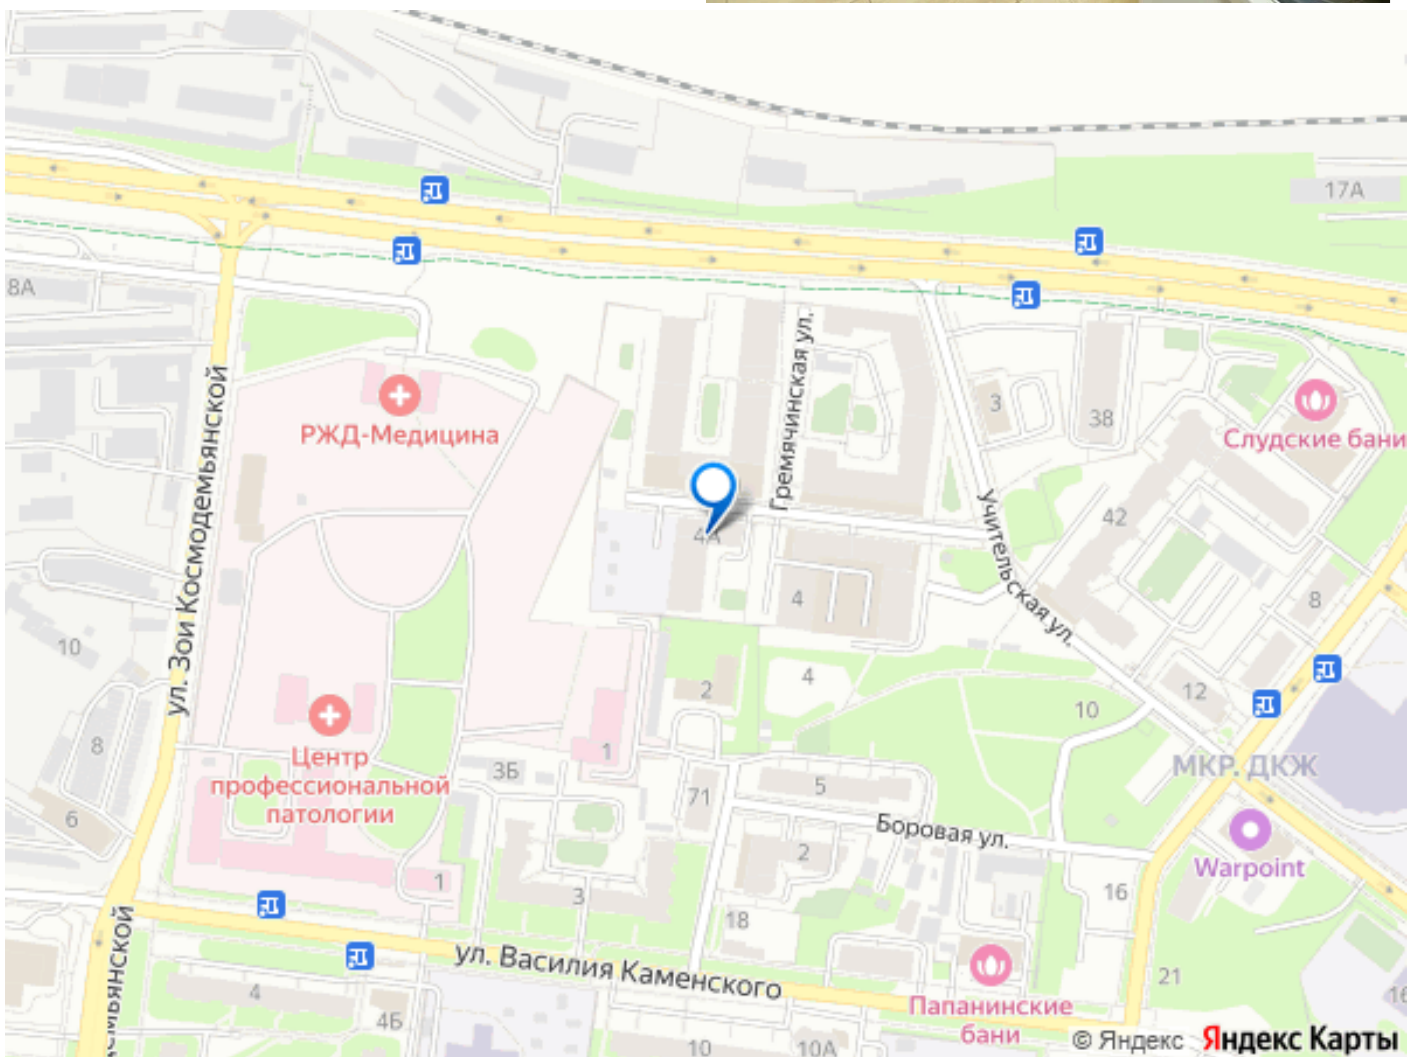 17А
8А
ул. Зои Космодемьянской
РЖД-Медицина
Гремячинская ул.
3
38
Слудские бани
4А
Учительская ул.
42
4
8
10
2
4
10
12
8
1
МКР. ДКЖ
Центр
профессиональной
патологии
3Б
71
5
6
Боровая ул.
2
Warpoint
1
3
16
18
ул. Василия Каменского
21
4
4Б
Папанинские
бани
16
10
10А
© Яндекс Яндекс Карты